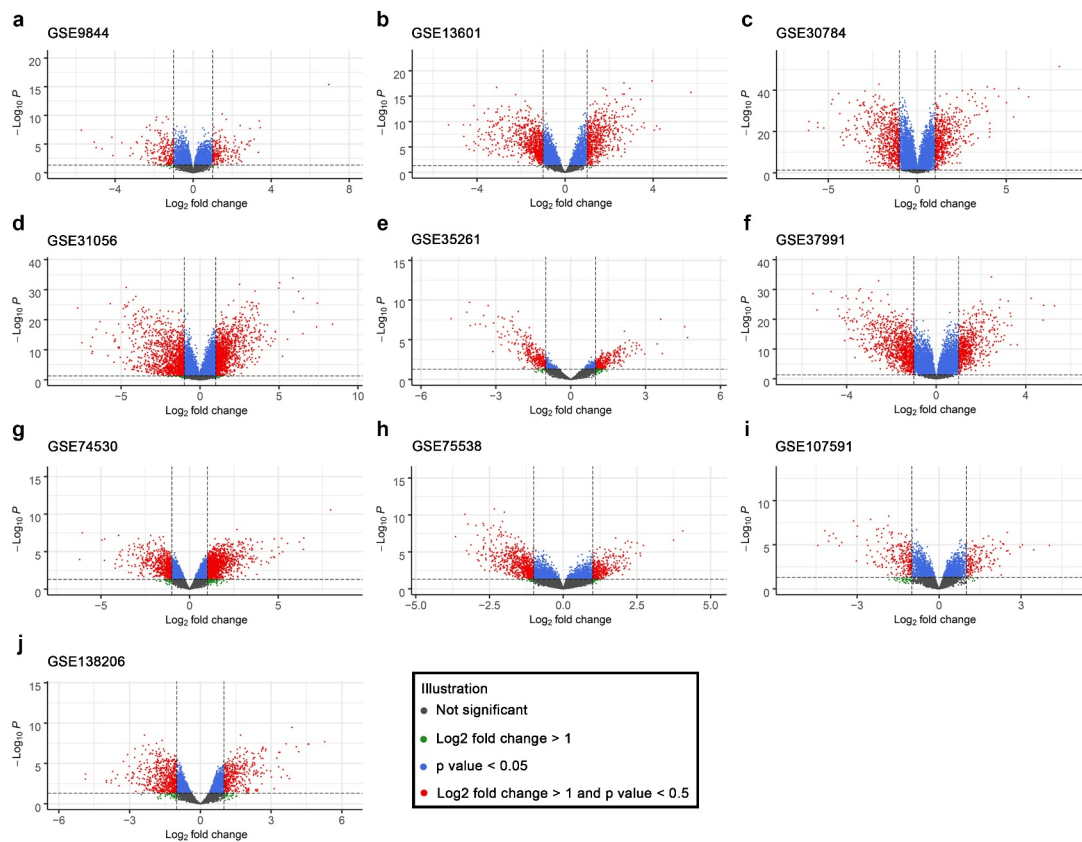 a
GSE9844
20
15
10
5
0
−Log10 P
−4
0
4
8
Log2 fold change
b
GSE13601
20
15
10
5
0
−Log10 P
−4
0
4
Log2 fold change
c
GSE30784
40
20
0
−Log10 P
−5
0
5
Log2 fold change
d
GSE31056
40
30
20
10
0
−Log10 P
−5
0
5
10
Log2 fold change
e
GSE35261
15
10
5
0
−Log10 P
−6
−3
0
3
6
Log2 fold change
f
GSE37991
40
30
20
10
0
−Log10 P
−4
0
4
Log2 fold change
g
GSE74530
15
10
5
0
−Log10 P
−5
0
5
Log2 fold change
h
GSE75538
15
10
5
0
−Log10 P
−5.0
−2.5
0.0
2.5
5.0
Log2 fold change
i
GSE107591
10
5
0
−Log10 P
−3
0
3
Log2 fold change
j
GSE138206
15
10
5
0
−Log10 P
−6
−3
0
3
6
Log2 fold change
Illustration
Not significant
Log2 fold change > 1
p value < 0.05
Log2 fold change > 1 and p value < 0.5